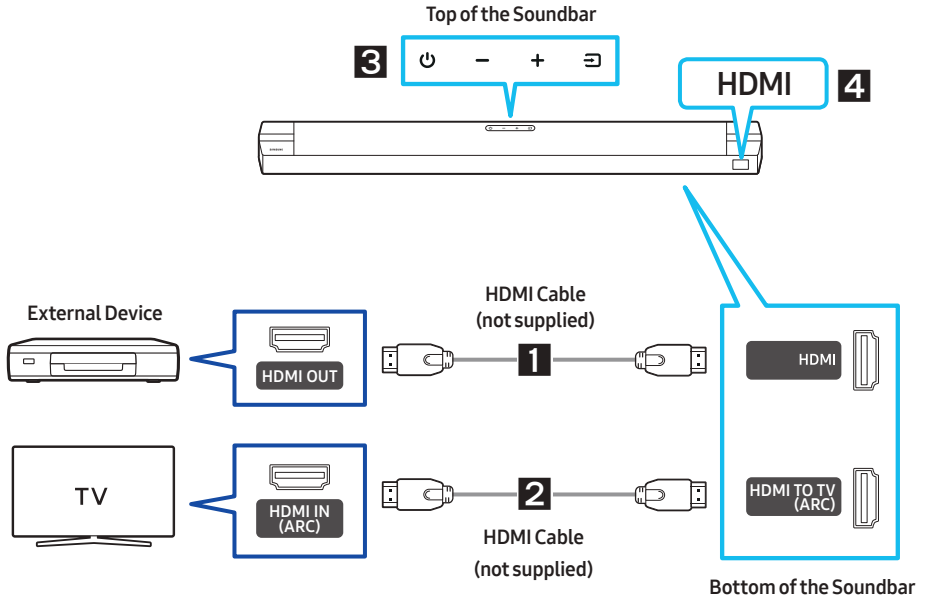 Top of the Soundbar
3
HDMI
4
HDMI Cable
(not supplied)
External Device
HDMI OUT
1
HDMI
TV
HDMI IN
(ARC)
2
HDMI TO TV
(ARC)
HDMI Cable
(not supplied)
Bottom of the Soundbar